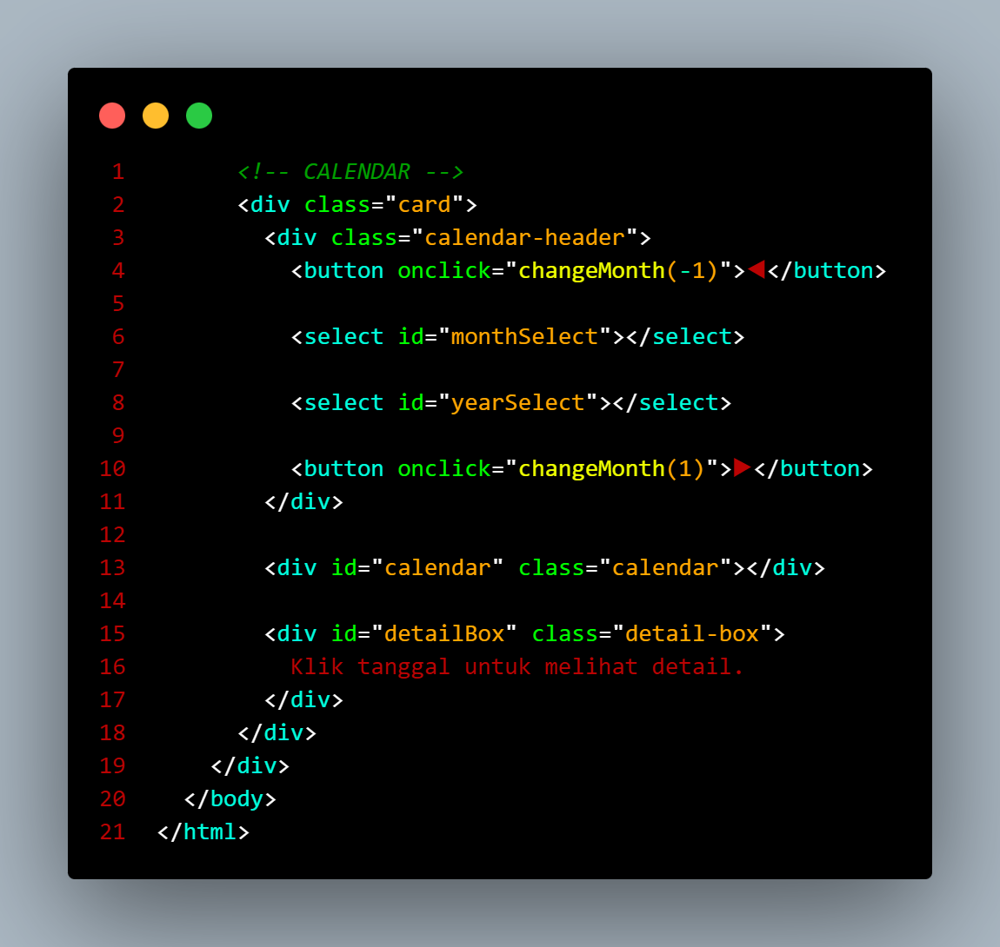 1 <!-- CALENDAR -->
2 <div class="card">
3 <div class="calendar-header">
4 <button onclick="changeMonth(-1)">◀</button>
5
6 <select id="monthSelect"></select>
7
8 <select id="yearSelect"></select>
9
10 <button onclick="changeMonth(1)">▶</button>
11 </div>
12
13 <div id="calendar" class="calendar"></div>
14
15 <div id="detailBox" class="detail-box">
16 Klik tanggal untuk melihat detail.
17 </div>
18 </div>
19 </div>
20 </body>
21 </html>